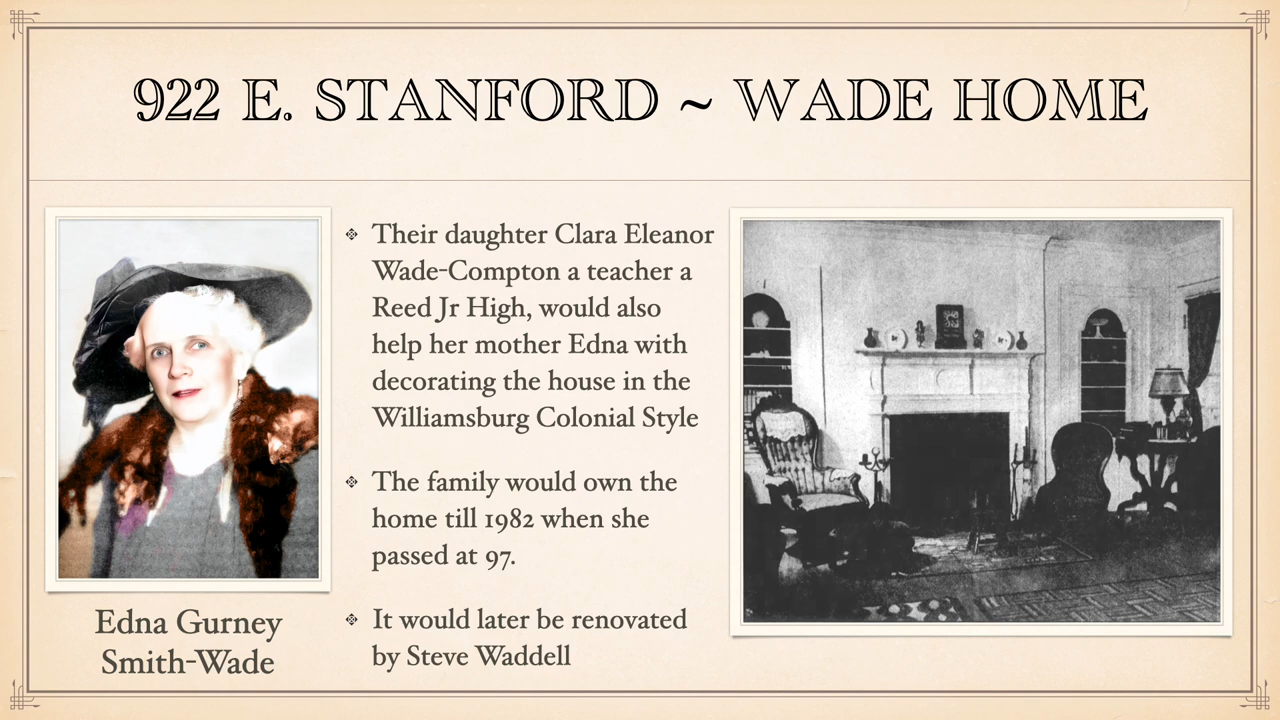 922 E. STANFORD ~ WADE HOME
Their daughter Clara Eleanor
Wade-Compton a teacher a
Reed Jr High, would also
help her mother Edna with
decorating the house in the
Williamsburg Colonial Style
The family would own the
home till 1982 when she
passed at 97.
It would later be renovated
by Steve Waddell
Edna Gurney
Smith-Wade